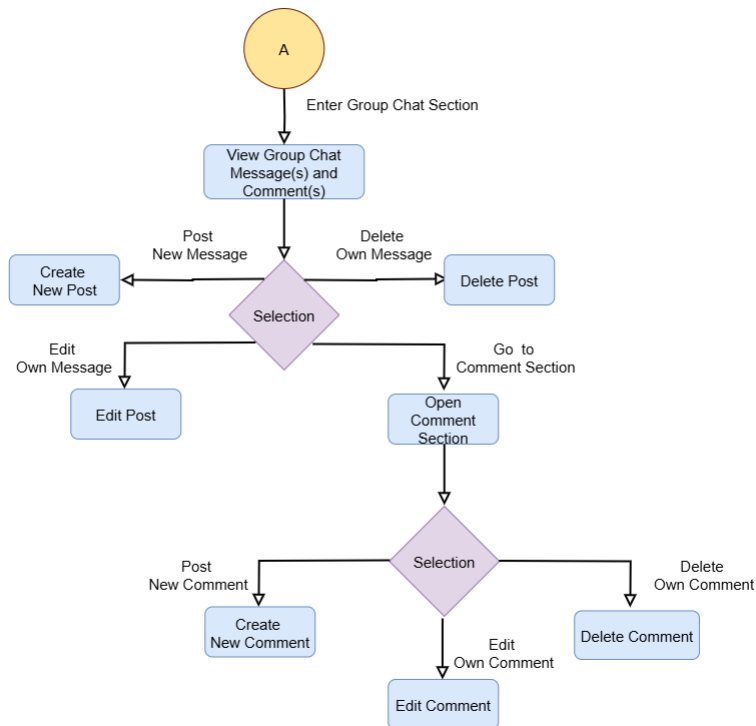 A
Enter Group Chat Section
View Group Chat
Message(s) and
Comment(s)
Post
New Message
Delete
Own Message
Create
New Post
Delete Post
Selection
Edit
Own Message
Go to
Comment Section
Edit Post
Open
Comment
Section
Selection
Post
New Comment
Delete
Own Comment
Create
New Comment
Delete Comment
Edit
Own Comment
Edit Comment